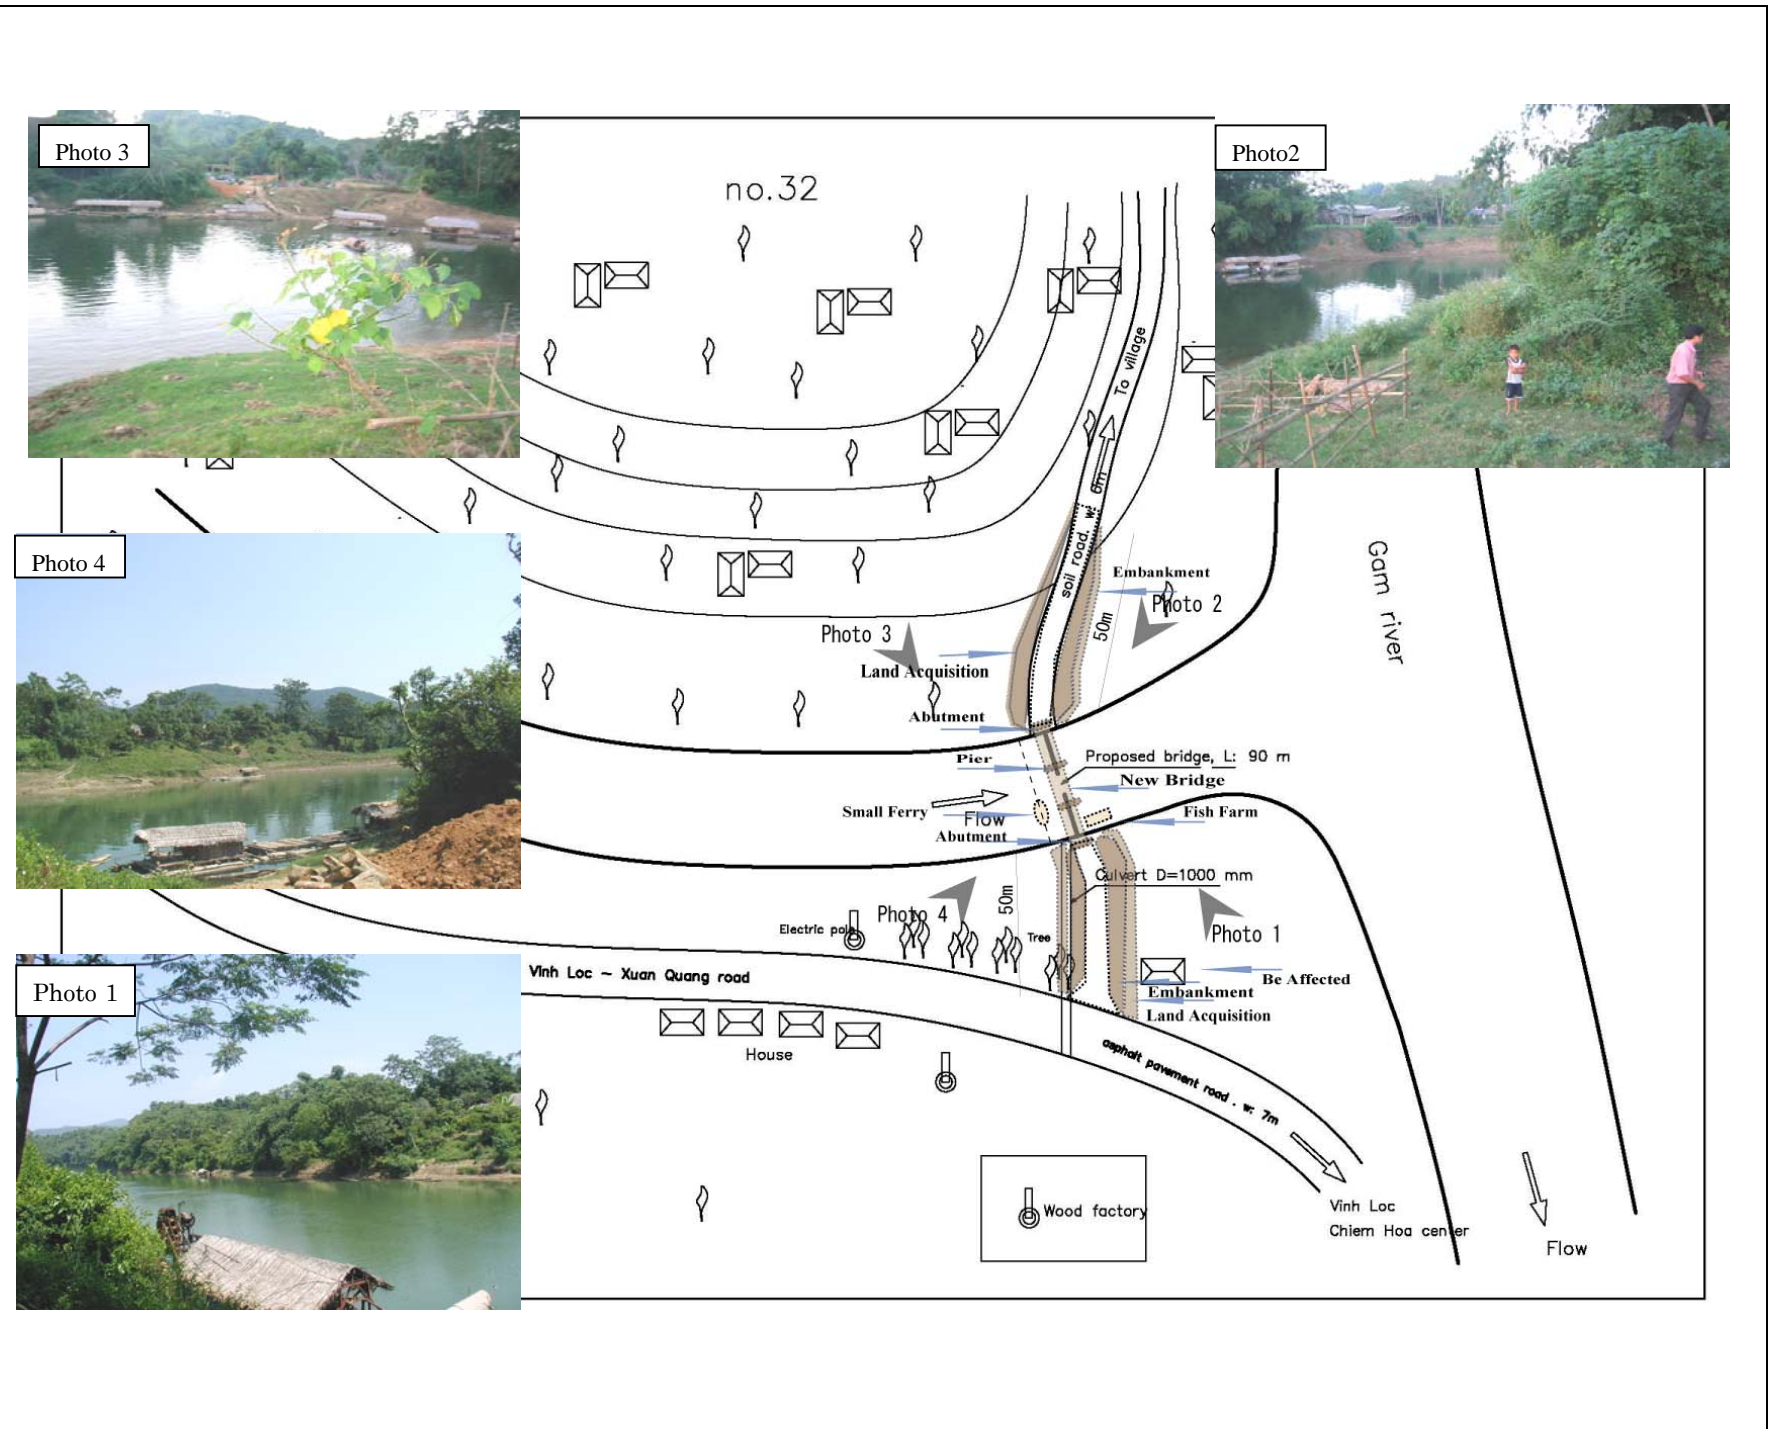 Photo 3
Photo2
no.32
To village
soil road. w: 6m
Embankment
Photo 2
50m
Gam river
Photo 3
Land Acquisition
Abutment
Pier
Proposed bridge, L: 90 m
New Bridge
Small Ferry
Flow
Fish Farm
Abutment
Photo 4
Culvert D=1000 mm
50m
Photo 4
Electric pole
Tree
Photo 1
Be Affected
Embankment
Land Acquisition
Photo 1
Vinh Loc ~ Xuan Quang road
House
asphalt pavement road . w: 7m
Wood factory
Vinh Loc
Chiem Hoa center
Flow